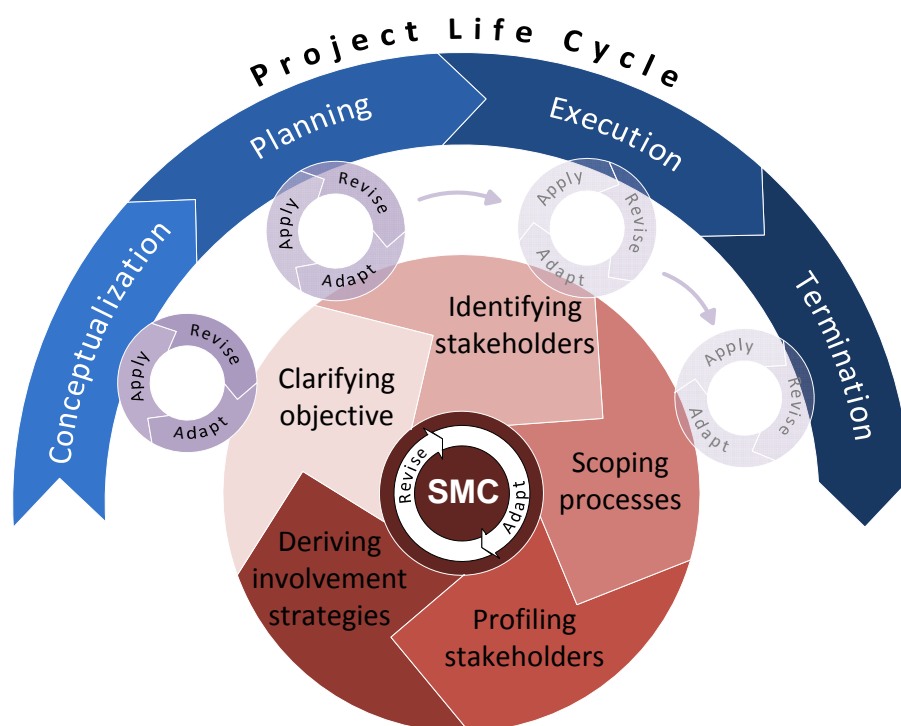 Project Life Cycle
Conceptualization
Planning
Execution
Termination
Apply
Revise
Adapt
Apply
Revise
Adapt
Apply
Revise
Adapt
Apply
Revise
Adapt
Identifying
stakeholders
Clarifying
objective
Scoping
processes
Deriving
involvement
strategies
Profiling
stakeholders
Revise
SMC
Adapt